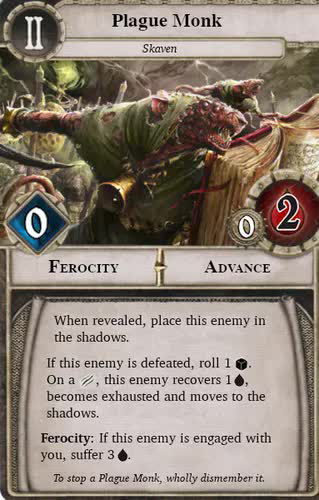 II
Plague Monk
Skaven
0
0
2
FEROCITY
ADVANCE
When revealed, place this enemy in
the shadows.
If this enemy is defeated, roll 1 .
On a , this enemy recovers 1 ,
becomes exhausted and moves to the
shadows.
Ferocity: If this enemy is engaged with
you, suffer 3 .
To stop a Plague Monk, wholly dismember it.